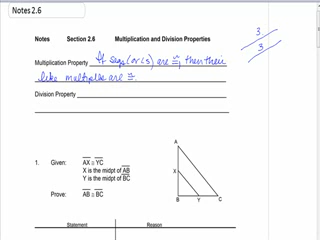 Notes 2.6
Notes Section 2.6 Multiplication and Division Properties
3
3
Multiplication Property If segs (or <s) are ≅, then their
like multiples are ≅.
Division Property
1. Given: AX ≅ YC
X is the midpt of AB
Y is the midpt of BC
Prove: AB ≅ BC
A
X
B Y C
Statement Reason